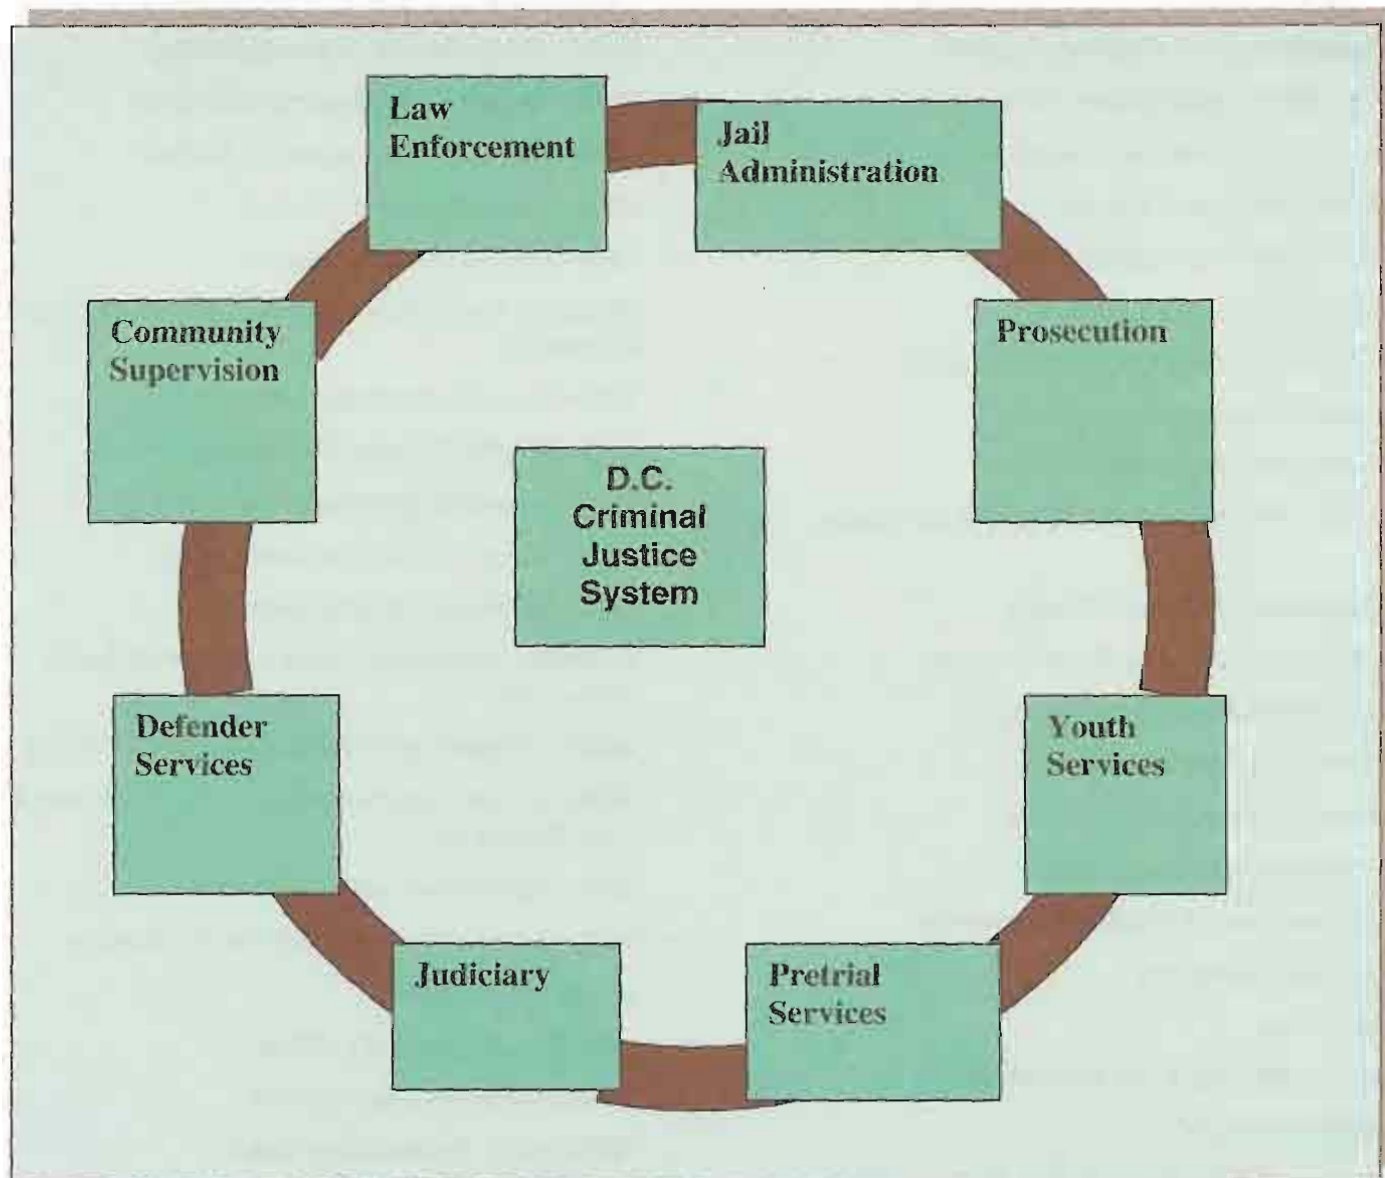 Law
Enforcement
Jail
Administration
Community
Supervision
Prosecution
D.C.
Criminal
Justice
System
Defender
Services
Youth
Services
Judiciary
Pretrial
Services